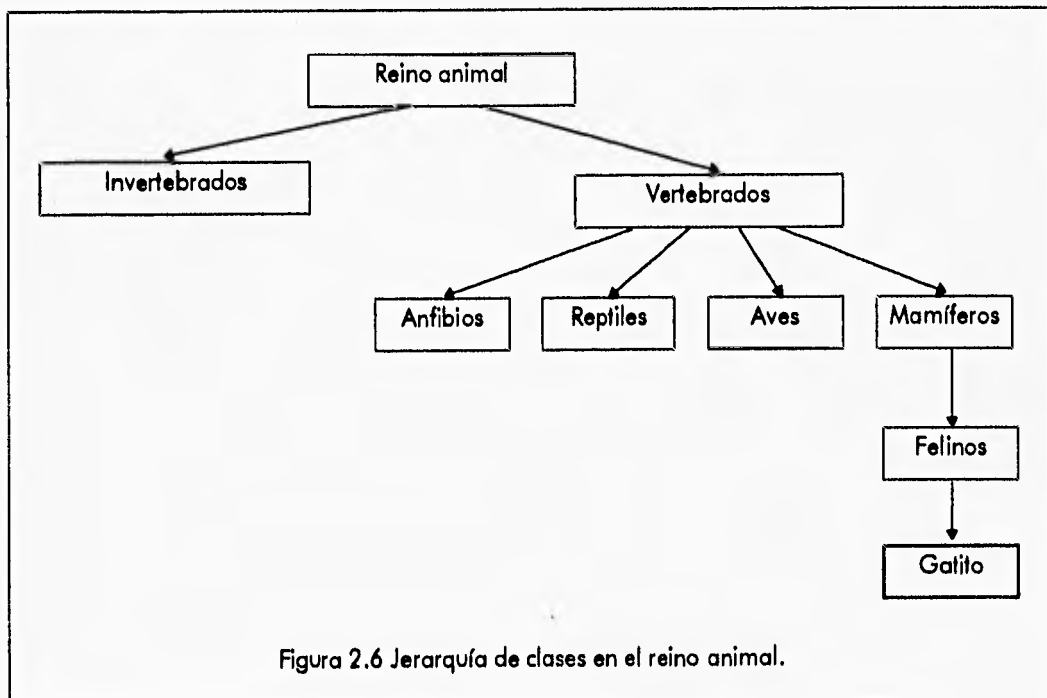 Reino animal
Invertebrados
Vertebrados
Anfibios
Reptiles
Aves
Mamíferos
Felinos
Gatito
Figura 2.6 Jerarquía de clases en el reino animal.